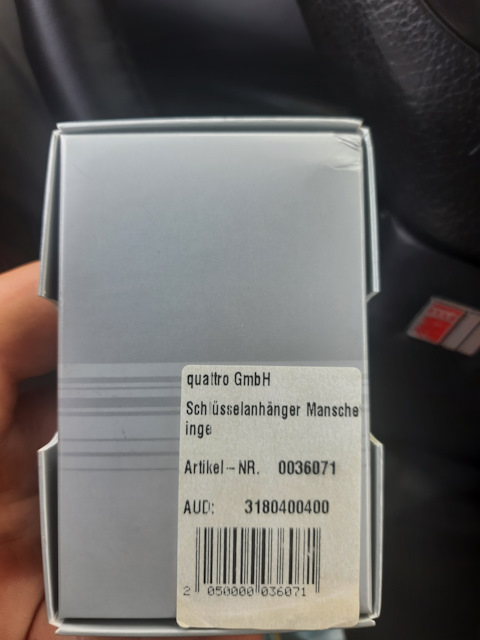 quattro GmbH
Schlüsselanhänger Mansche
inge
Artikel-NR. 0036071
AUD: 3180400400
2 050000 036071